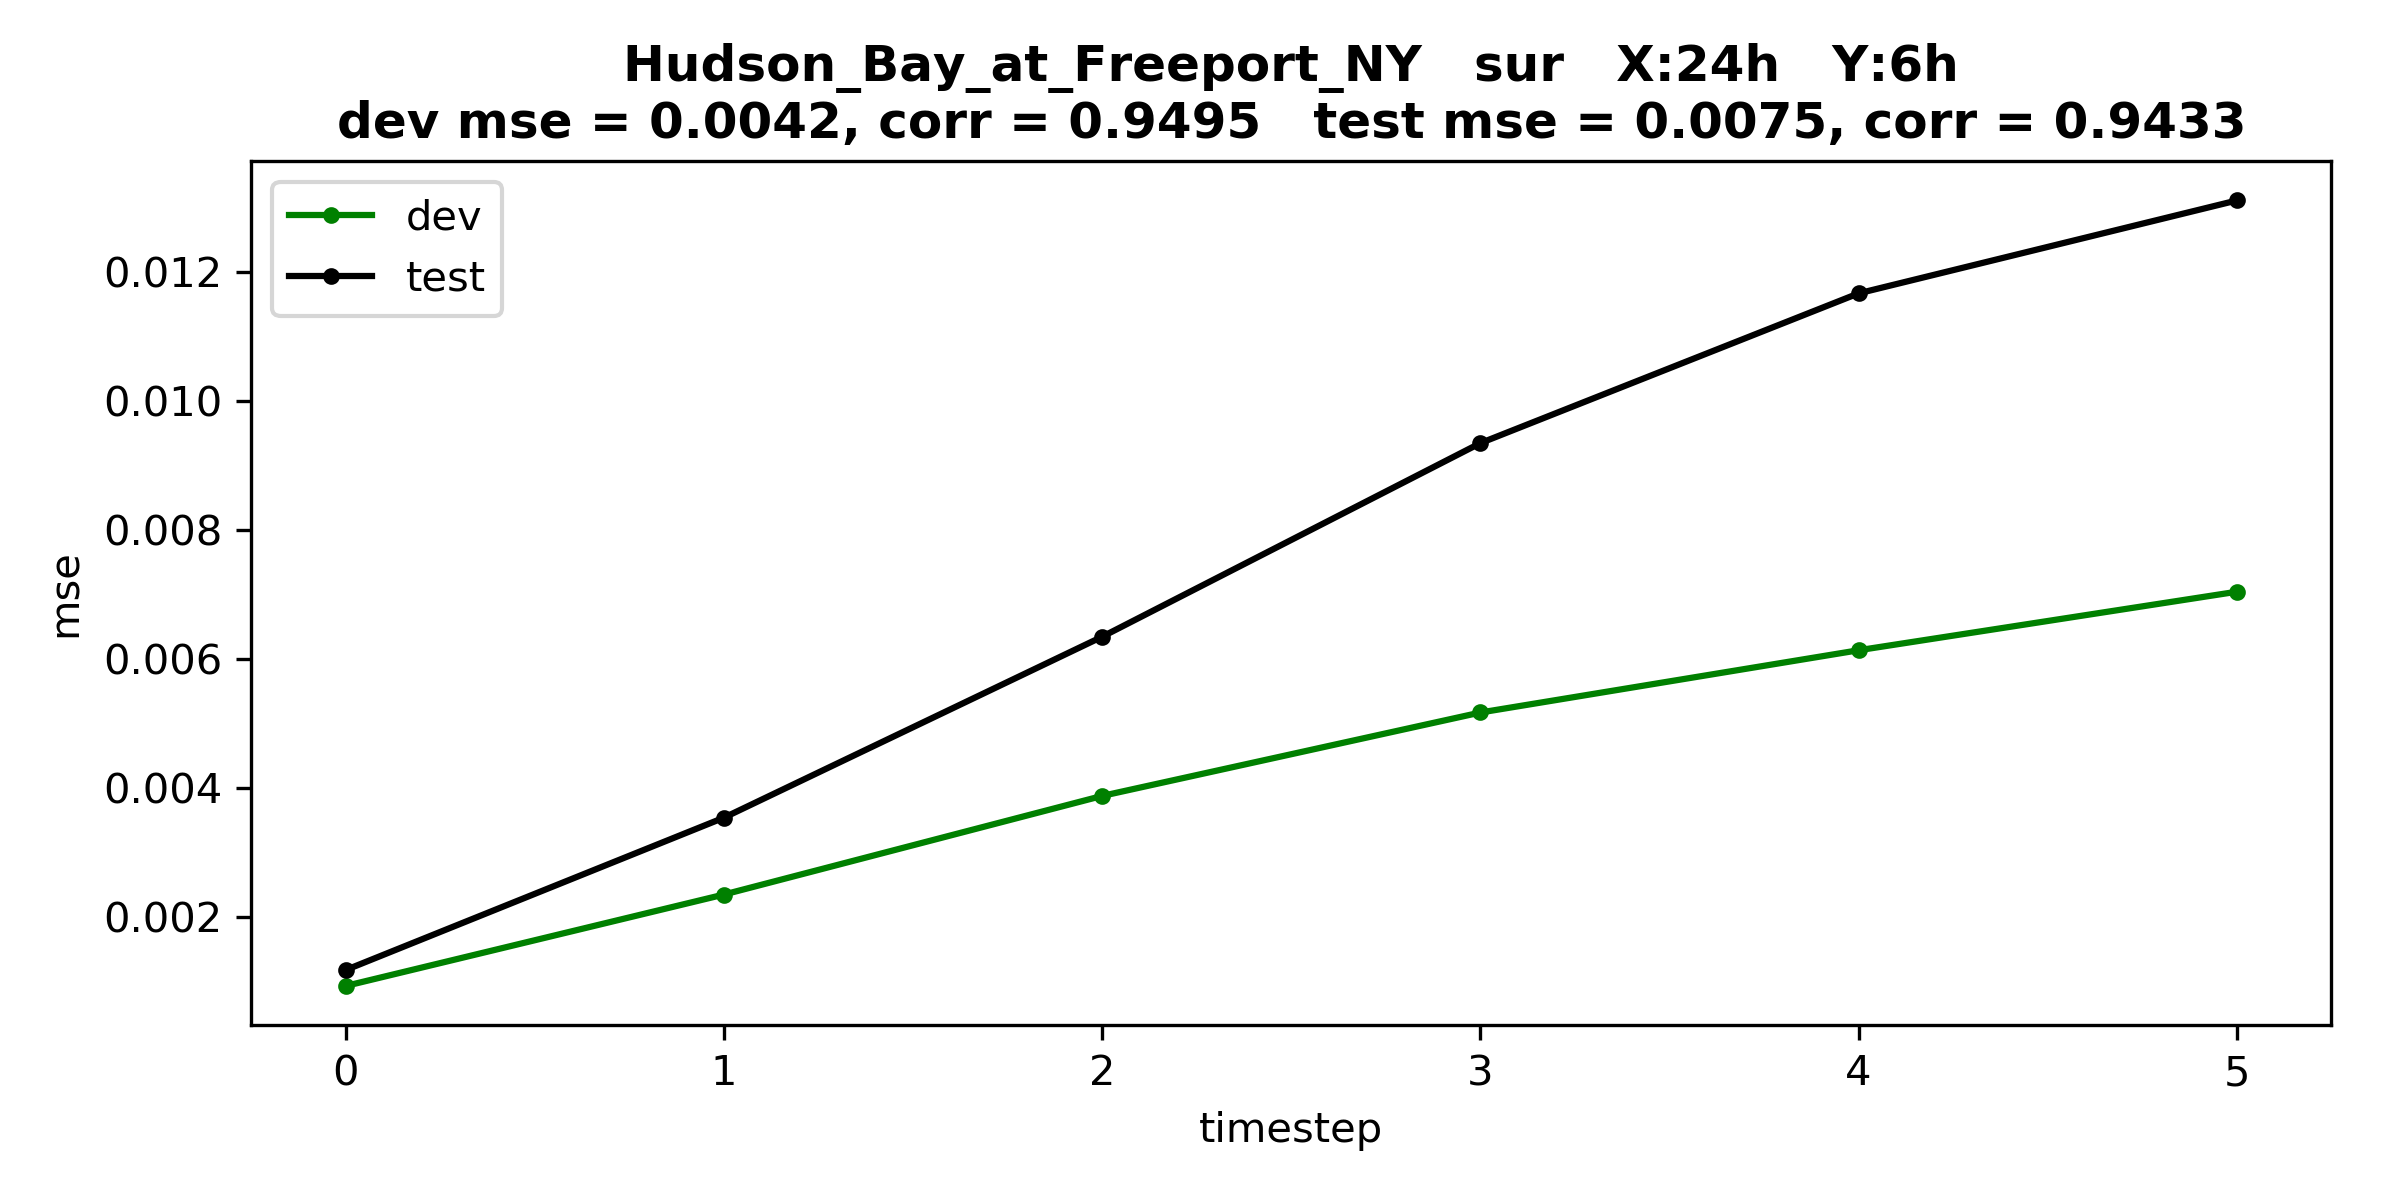 Hudson_Bay_at_Freeport_NY   sur   X:24h   Y:6h
dev mse = 0.0042, corr = 0.9495   test mse = 0.0075, corr = 0.9433
dev
test
0.012
0.010
0.008
0.006
0.004
0.002
mse
0 1 2 3 4 5
timestep